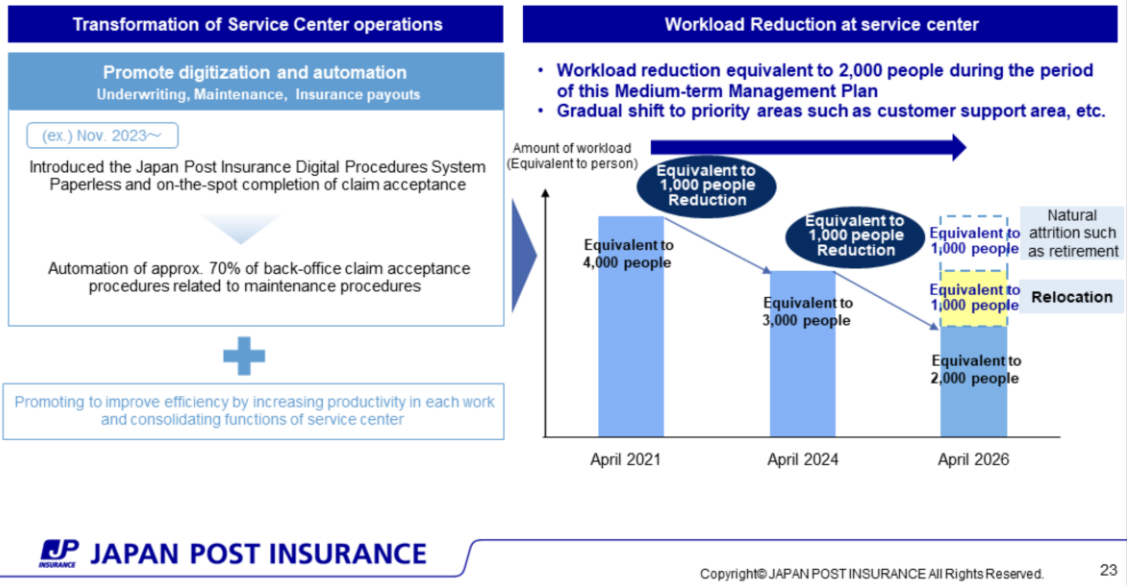 Transformation of Service Center operations
Promote digitization and automation
Underwriting, Maintenance, Insurance payouts
(ex.) Nov. 2023～
Introduced the Japan Post Insurance Digital Procedures System
Paperless and on-the-spot completion of claim acceptance
Automation of approx. 70% of back-office claim acceptance
procedures related to maintenance procedures
Promoting to improve efficiency by increasing productivity in each work
and consolidating functions of service center
Workload Reduction at service center
• Workload reduction equivalent to 2,000 people during the period
of this Medium-term Management Plan
• Gradual shift to priority areas such as customer support area, etc.
Amount of workload
(Equivalent to person)
Equivalent to
1,000 people
Reduction
Equivalent to
1,000 people
Reduction
Equivalent to
4,000 people
Equivalent to
3,000 people
Equivalent to
1,000 people
Natural
attrition such
as retirement
Equivalent to
1,000 people
Relocation
Equivalent to
2,000 people
April 2021
April 2024
April 2026
JP
INSURANCE
JAPAN POST INSURANCE
Copyright© JAPAN POST INSURANCE All Rights Reserved.
23